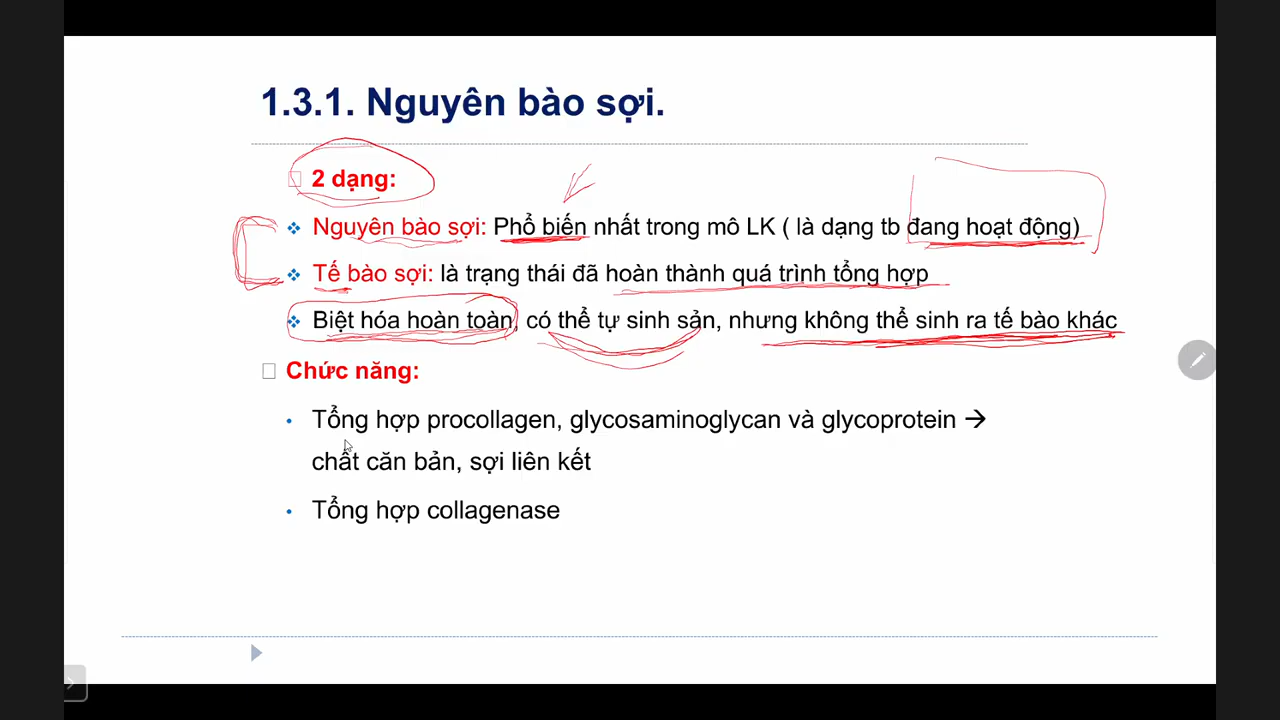 1.3.1. Nguyên bào sợi.
2 dạng:
Nguyên bào sợi: Phổ biến nhất trong mô LK ( là dạng tb đang hoạt động)
Tế bào sợi: là trạng thái đã hoàn thành quá trình tổng hợp
Biệt hóa hoàn toàn, có thể tự sinh sản, nhưng không thể sinh ra tế bào khác
Chức năng:
Tổng hợp procollagen, glycosaminoglycan và glycoprotein →
chất căn bản, sợi liên kết
Tổng hợp collagenase